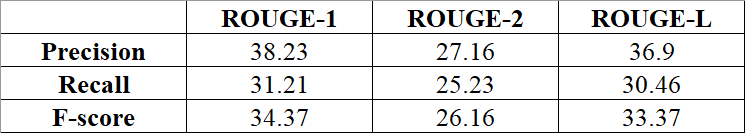 ROUGE-1 ROUGE-2 ROUGE-L
Precision 38.23 27.16 36.9
Recall 31.21 25.23 30.46
F-score 34.37 26.16 33.37